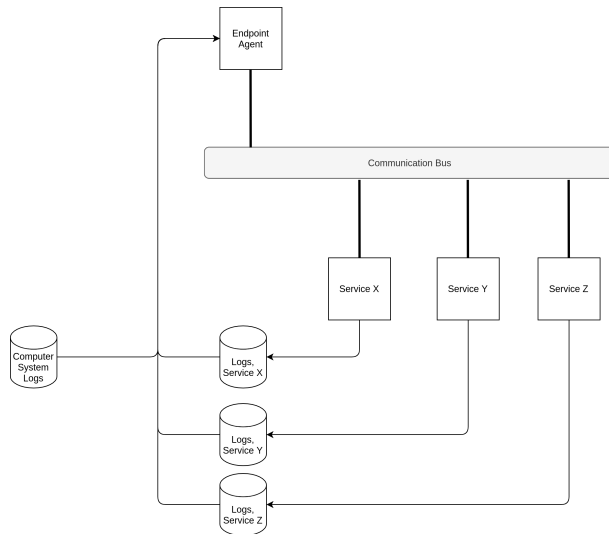 Endpoint
Agent
Communication Bus
Service X
Service Y
Service Z
Computer
System
Logs
Logs,
Service X
Logs,
Service Y
Logs,
Service Z